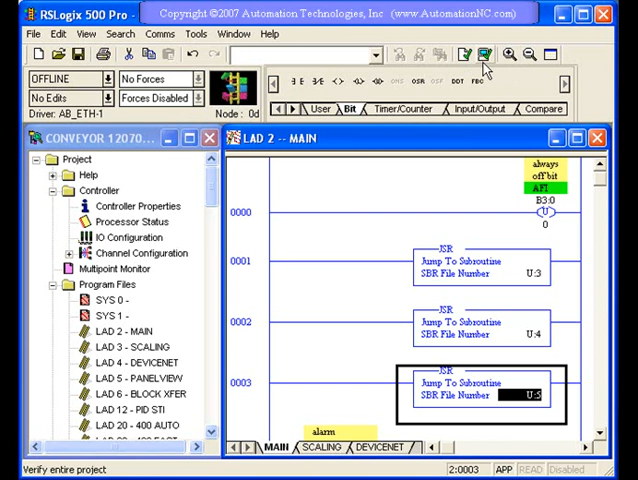 RSLogix 500 Pro -
Copyright ©2007 Automation Technologies, Inc (www.AutomationNC.com)
File Edit View Search Comms Tools Window Help
OFFLINE No Forces
No Edits Forces Disabled
Driver: AB_ETH-1 Node: 0d
ONS OSR OSF DDT FBC
User Bit Timer/Counter Input/Output Compare
CONVEYOR 12070...
Project
Help
Controller
Controller Properties
Processor Status
IO Configuration
Channel Configuration
Multipoint Monitor
Program Files
SYS 0 -
SYS 1 -
LAD 2 - MAIN
LAD 3 - SCALING
LAD 4 - DEVICENET
LAD 5 - PANELVIEW
LAD 6 - BLOCK XFER
LAD 12 - PID STI
LAD 20 - 400 AUTO
LAD 2 -- MAIN
always
off bit
AFI
B3:0
0000
U
0
JSR
0001
Jump To Subroutine
SBR File Number U:3
JSR
0002
Jump To Subroutine
SBR File Number U:4
JSR
0003
Jump To Subroutine
SBR File Number U:5
alarm
MAIN SCALING DEVICENET
Verify entire project
2:0003 APP READ Disabled